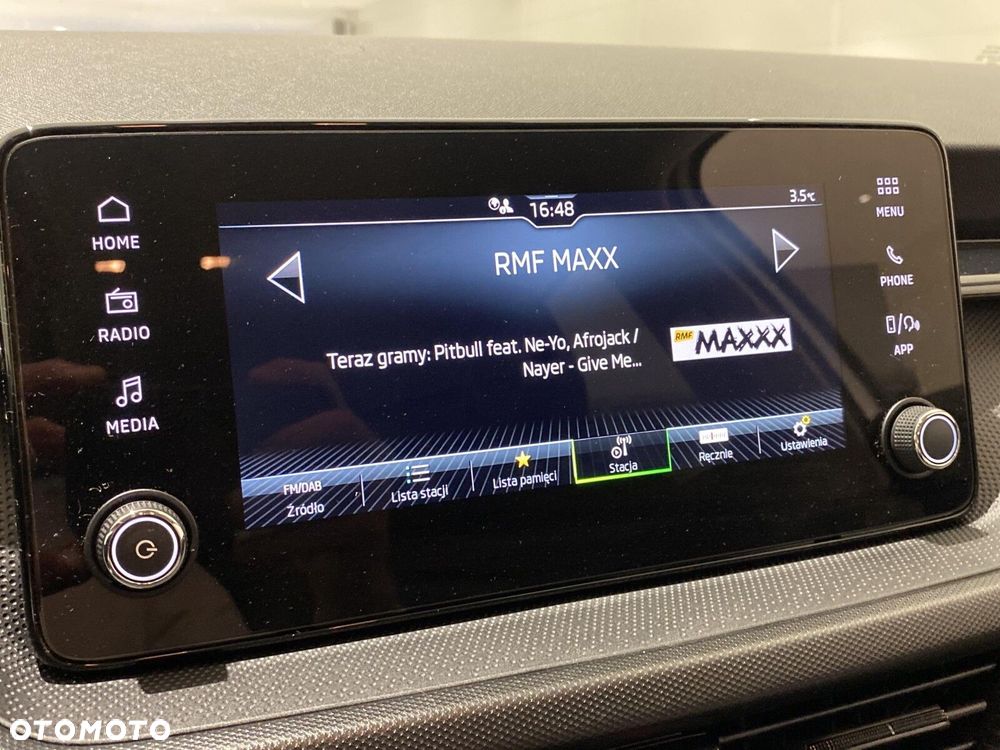 HOME
RADIO
MEDIA
16:48
3.5°C
RMF MAXX
Teraz gramy: Pitbull feat. Ne-Yo, Afrojack /
Nayer - Give Me...
RMF MAXXX
FM/DAB
Źródło
Lista stacji
Lista pamięci
Stacja
Ręcznie
Ustawienia
MENU
PHONE
APP
OTOMOTO